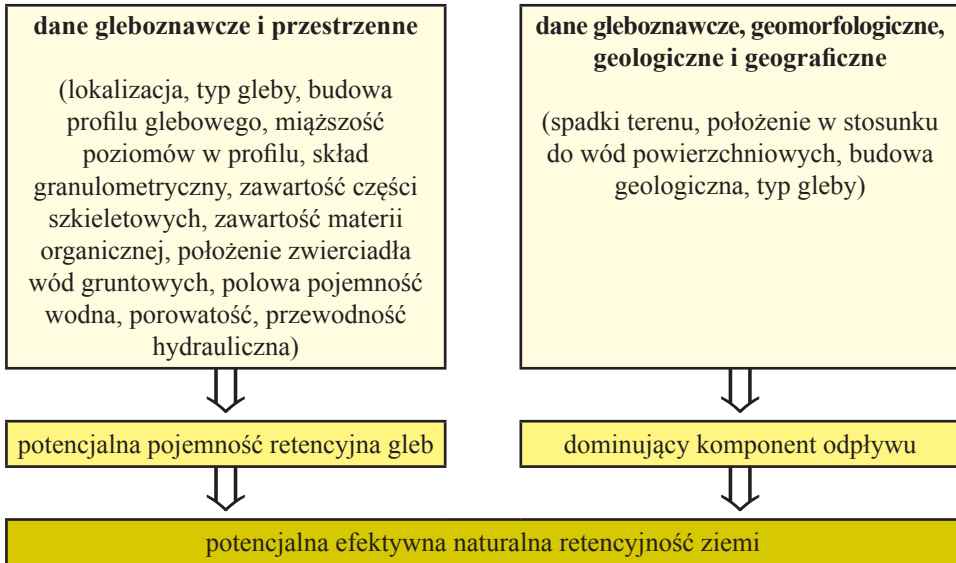 dane gleboznawcze i przestrzenne
(lokalizacja, typ gleby, budowa
profilu glebowego, miąższość
poziomów w profilu, skład
granulometryczny, zawartość części
szkieletowych, zawartość materii
organicznej, położenie zwierciadła
wód gruntowych, polowa pojemność
wodna, porowatość, przewodność
hydrauliczna)
dane gleboznawcze, geomorfologiczne,
geologiczne i geograficzne
(spadki terenu, położenie w stosunku
do wód powierzchniowych, budowa
geologiczna, typ gleby)
potencjalna pojemność retencyjna gleb
dominujący komponent odpływu
potencjalna efektywna naturalna retencyjność ziemi